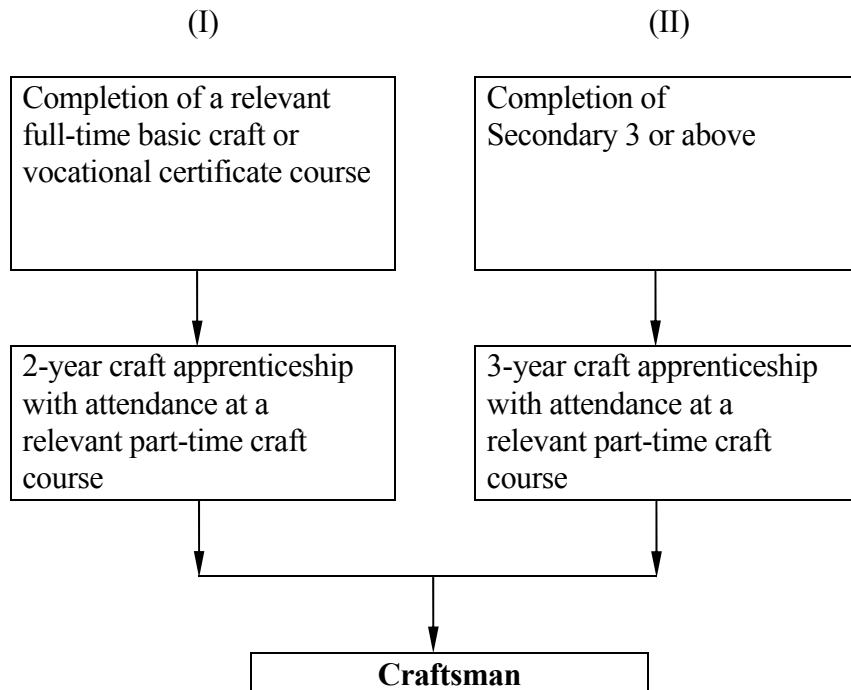 (I)
(II)
Completion of a relevant
full-time basic craft or
vocational certificate course
Completion of
Secondary 3 or above
2-year craft apprenticeship
with attendance at a
relevant part-time craft
course
3-year craft apprenticeship
with attendance at a
relevant part-time craft
course
Craftsman